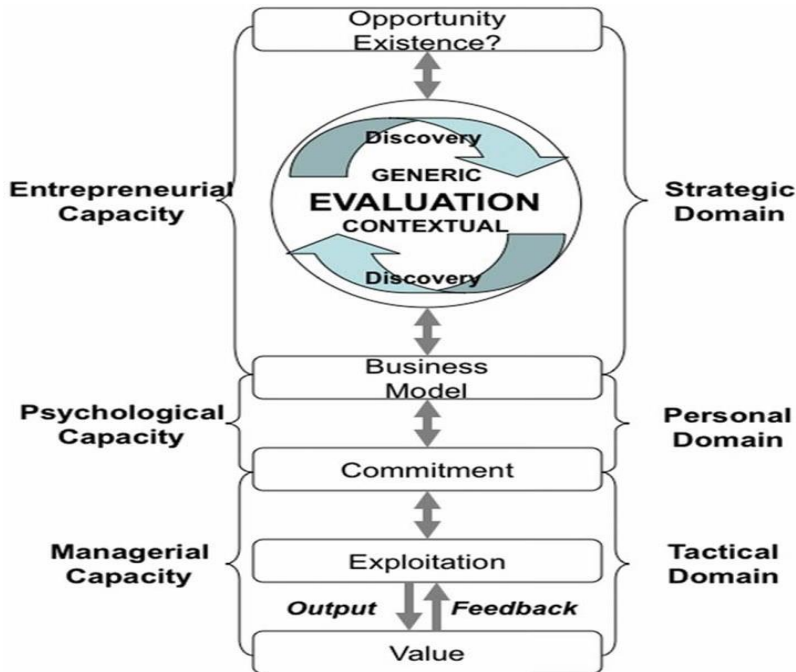 Opportunity
Existence?
Discovery
GENERIC
EVALUATION
CONTEXTUAL
Discovery
Entrepreneurial
Capacity
Strategic
Domain
Business
Model
Psychological
Capacity
Personal
Domain
Commitment
Managerial
Capacity
Exploitation
Tactical
Domain
Output
Feedback
Value